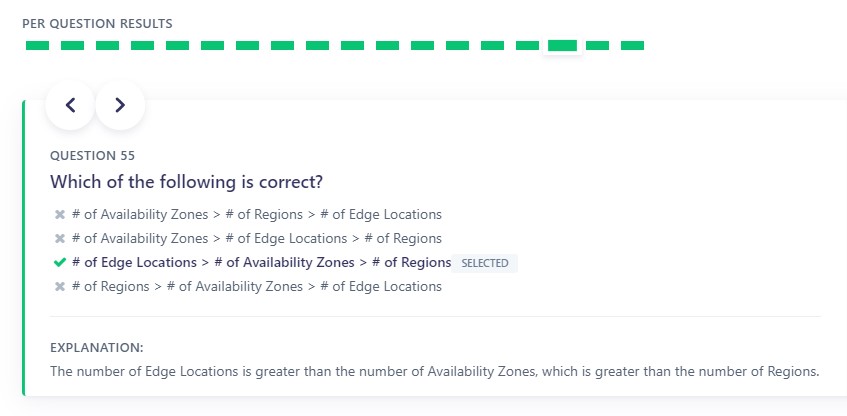 PER QUESTION RESULTS
QUESTION 55
Which of the following is correct?
# of Availability Zones > # of Regions > # of Edge Locations
# of Availability Zones > # of Edge Locations > # of Regions
# of Edge Locations > # of Availability Zones > # of Regions SELECTED
# of Regions > # of Availability Zones > # of Edge Locations
EXPLANATION:
The number of Edge Locations is greater than the number of Availability Zones, which is greater than the number of Regions.